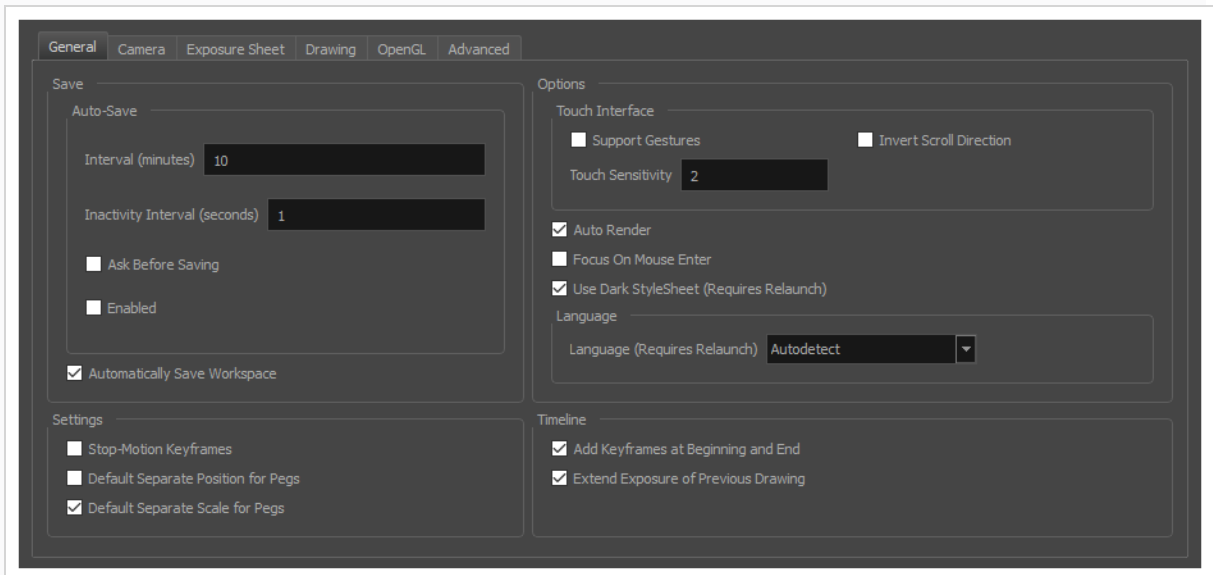 General Camera Exposure Sheet Drawing OpenGL Advanced
Save
Auto-Save
Interval (minutes) 10
Inactivity Interval (seconds) 1
Ask Before Saving
Enabled
Automatically Save Workspace
Options
Touch Interface
Support Gestures Invert Scroll Direction
Touch Sensitivity 2
Auto Render
Focus On Mouse Enter
Use Dark StyleSheet (Requires Relaunch)
Language
Language (Requires Relaunch) Autodetect
Settings
Stop-Motion Keyframes
Default Separate Position for Pegs
Default Separate Scale for Pegs
Timeline
Add Keyframes at Beginning and End
Extend Exposure of Previous Drawing